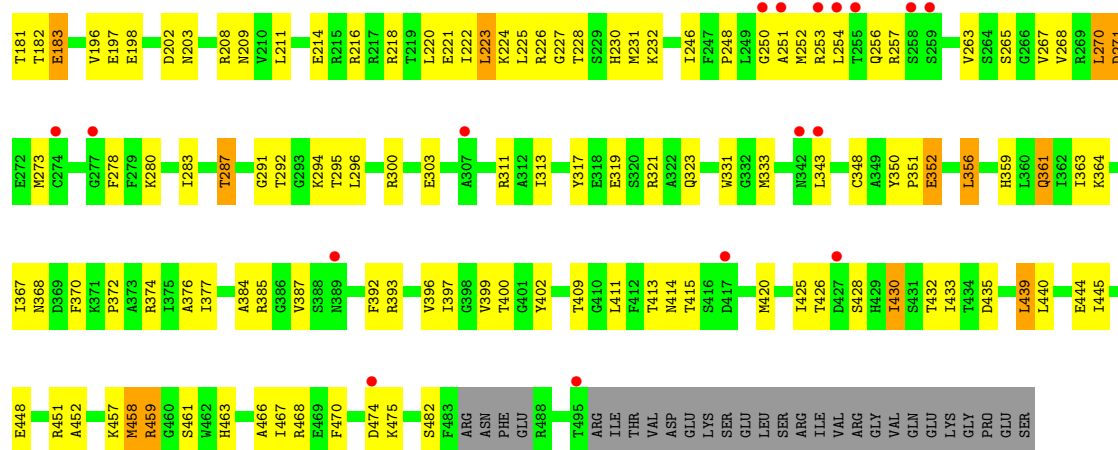 T181 T182 E183 V196 E197 E198 D202 N203 R208 N209 V210 L211 E214 R215 R216 R217 R218 T219 L220 E221 I222 L223 K224 L225 R226 G227 T228 S229 H230 M231 K232 I246 F247 P248 L249 G250 A251 M252 R253 L254 T255 Q256 R257 S258 S259 V263 S264 S265 G266 V267 V268 R269 L270 D271
E272 M273 C274 G277 F278 F279 K280 I283 T287 G291 T292 G293 K294 T295 L296 R300 E303 A307 R311 A312 I313 Y317 E318 E319 S320 R321 A322 Q323 W331 G332 M333 N342 L343 C348 A349 Y350 P351 E352 L356 H359 L360 Q361 I362 I363 K364
I367 N368 D369 F370 K371 P372 A373 R374 I375 A376 I377 A384 R385 G386 V387 S388 N389 F392 R393 V396 I397 G398 V399 T400 G401 Y402 T409 G410 L411 F412 T413 N414 T415 S416 D417 M420 I425 T426 D427 S428 H429 I430 S431 T432 I433 T434 D435 L439 L440 E444 I445
E448 R451 A452 K457 M458 R459 G460 S461 W462 H463 A466 I467 R468 E469 F470 D474 K475 S482 F483 ARG ASN PHE GLU R488 T495 ARG ILE THR VAL ASP GLU LYS SER GLU LEU SER ARG ILE VAL ARG GLY VAL GLN GLU GLU LYS GLY PRO GLU SER